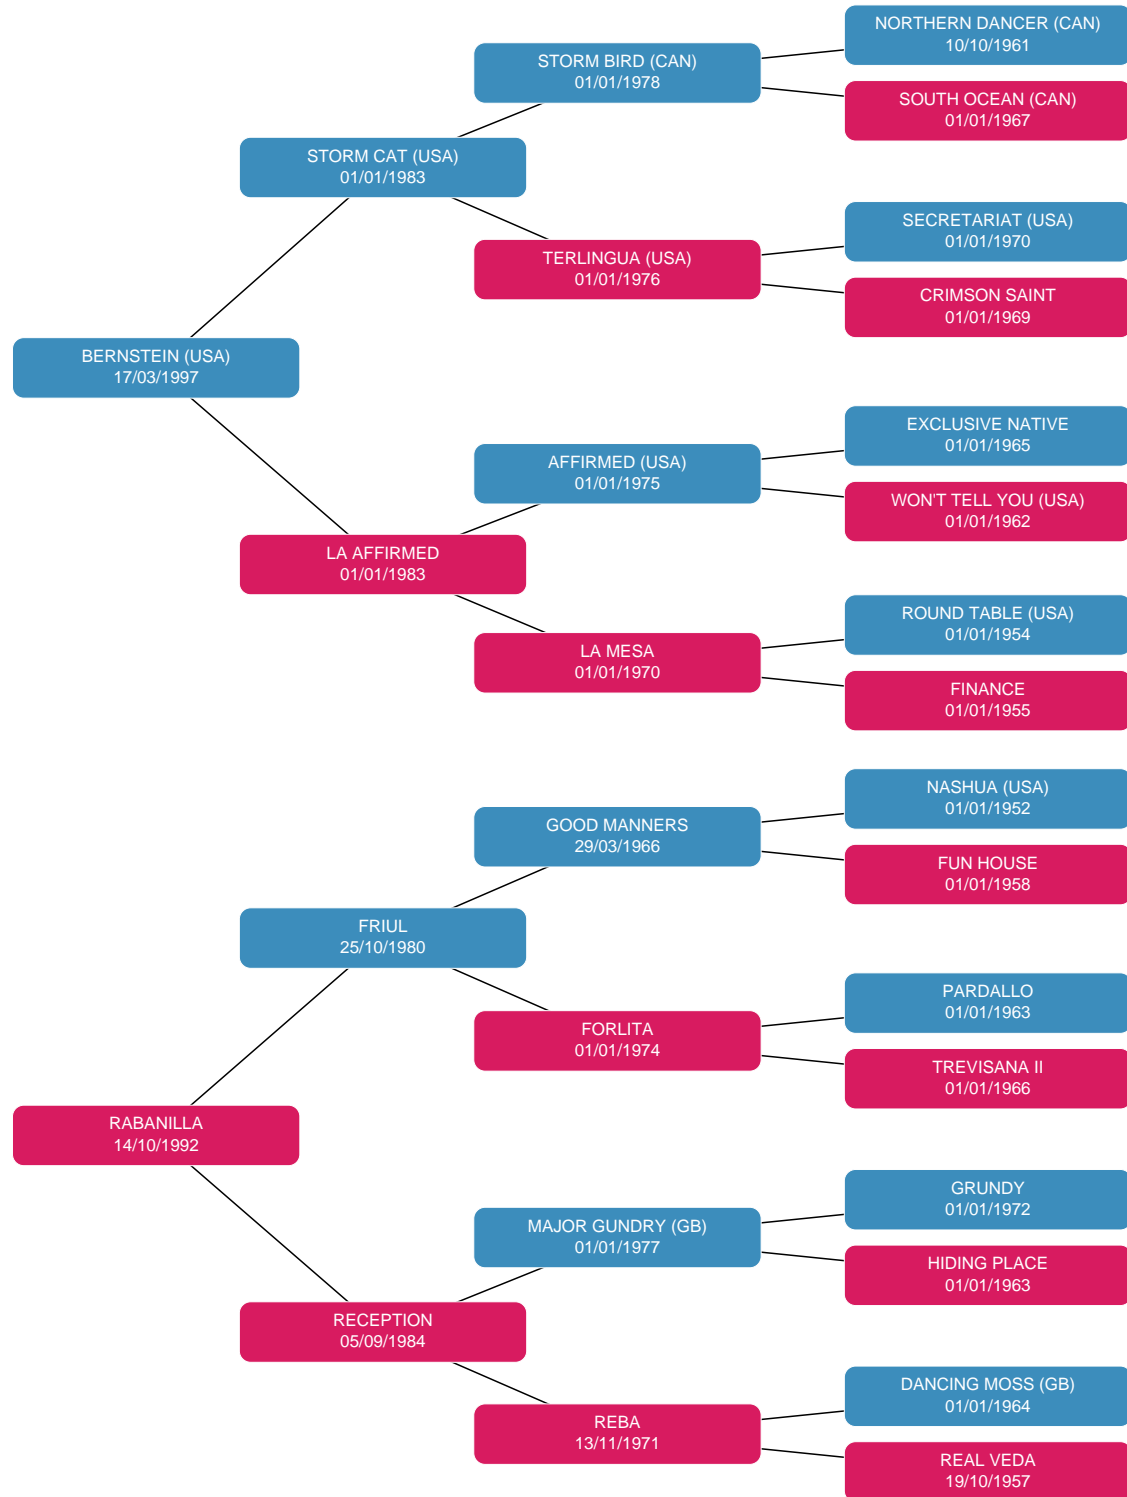 NORTHERN DANCER (CAN)
10/10/1961
STORM BIRD (CAN)
01/01/1978
SOUTH OCEAN (CAN)
01/01/1967
STORM CAT (USA)
01/01/1983
SECRETARIAT (USA)
01/01/1970
TERLINGUA (USA)
01/01/1976
CRIMSON SAINT
01/01/1969
BERNSTEIN (USA)
17/03/1997
EXCLUSIVE NATIVE
01/01/1965
AFFIRMED (USA)
01/01/1975
WON'T TELL YOU (USA)
01/01/1962
LA AFFIRMED
01/01/1983
ROUND TABLE (USA)
01/01/1954
LA MESA
01/01/1970
FINANCE
01/01/1955
NASHUA (USA)
01/01/1952
GOOD MANNERS
29/03/1966
FUN HOUSE
01/01/1958
FRIUL
25/10/1980
PARDALLO
01/01/1963
FORLITA
01/01/1974
TREVISANA II
01/01/1966
RABANILLA
14/10/1992
GRUNDY
01/01/1972
MAJOR GUNDRY (GB)
01/01/1977
HIDING PLACE
01/01/1963
RECEPTION
05/09/1984
DANCING MOSS (GB)
01/01/1964
REBA
13/11/1971
REAL VEDA
19/10/1957